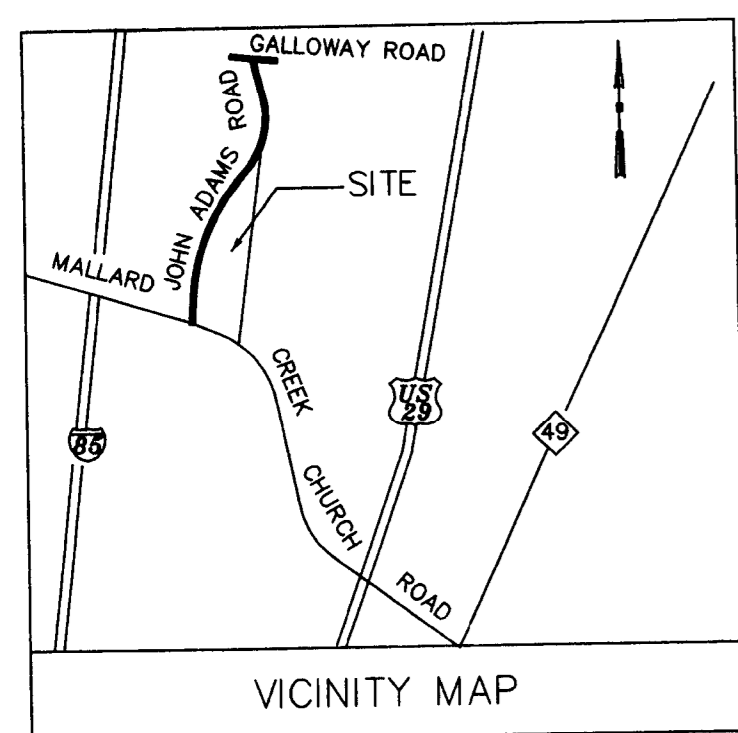 GALLOWAY ROAD
JOHN ADAMS ROAD
SITE
MALLARD CREEK CHURCH ROAD
85
US
29
49
VICINITY MAP